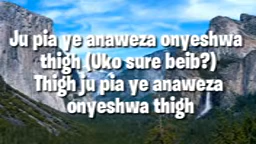 Ju pia ye anaweza onyeshwa
thigh (Uko sure beib?)
Thigh ju pia ye anaweza
onyeshwa thigh